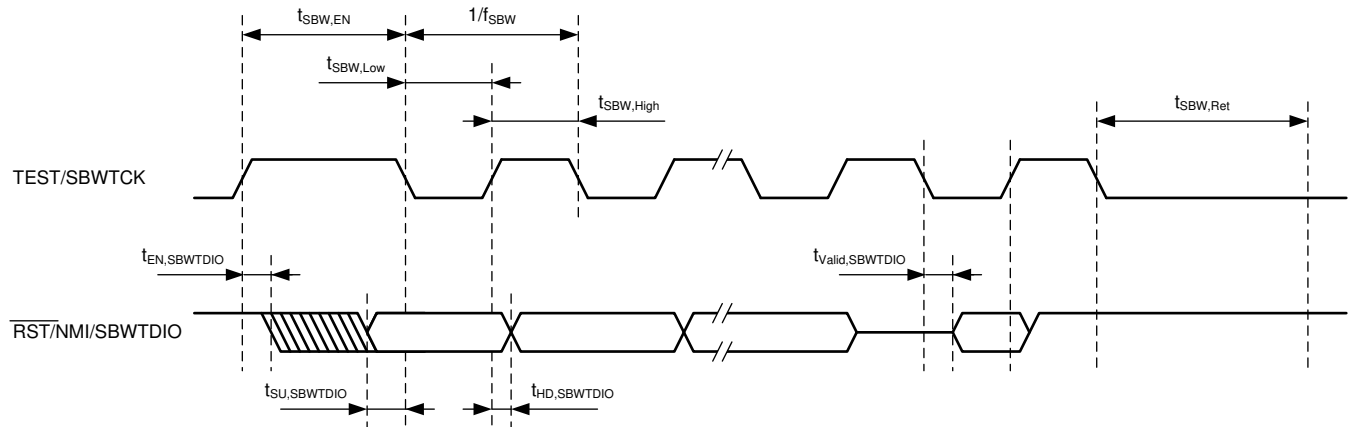 tSBW,EN
1/fSBW
tSBW,Low
tSBW,High
tSBW,Ret
TEST/SBWTCK
tEN,SBWTDIO
tValid,SBWTDIO
RST/NMI/SBWTDIO
tSU,SBWTDIO
tHD,SBWTDIO